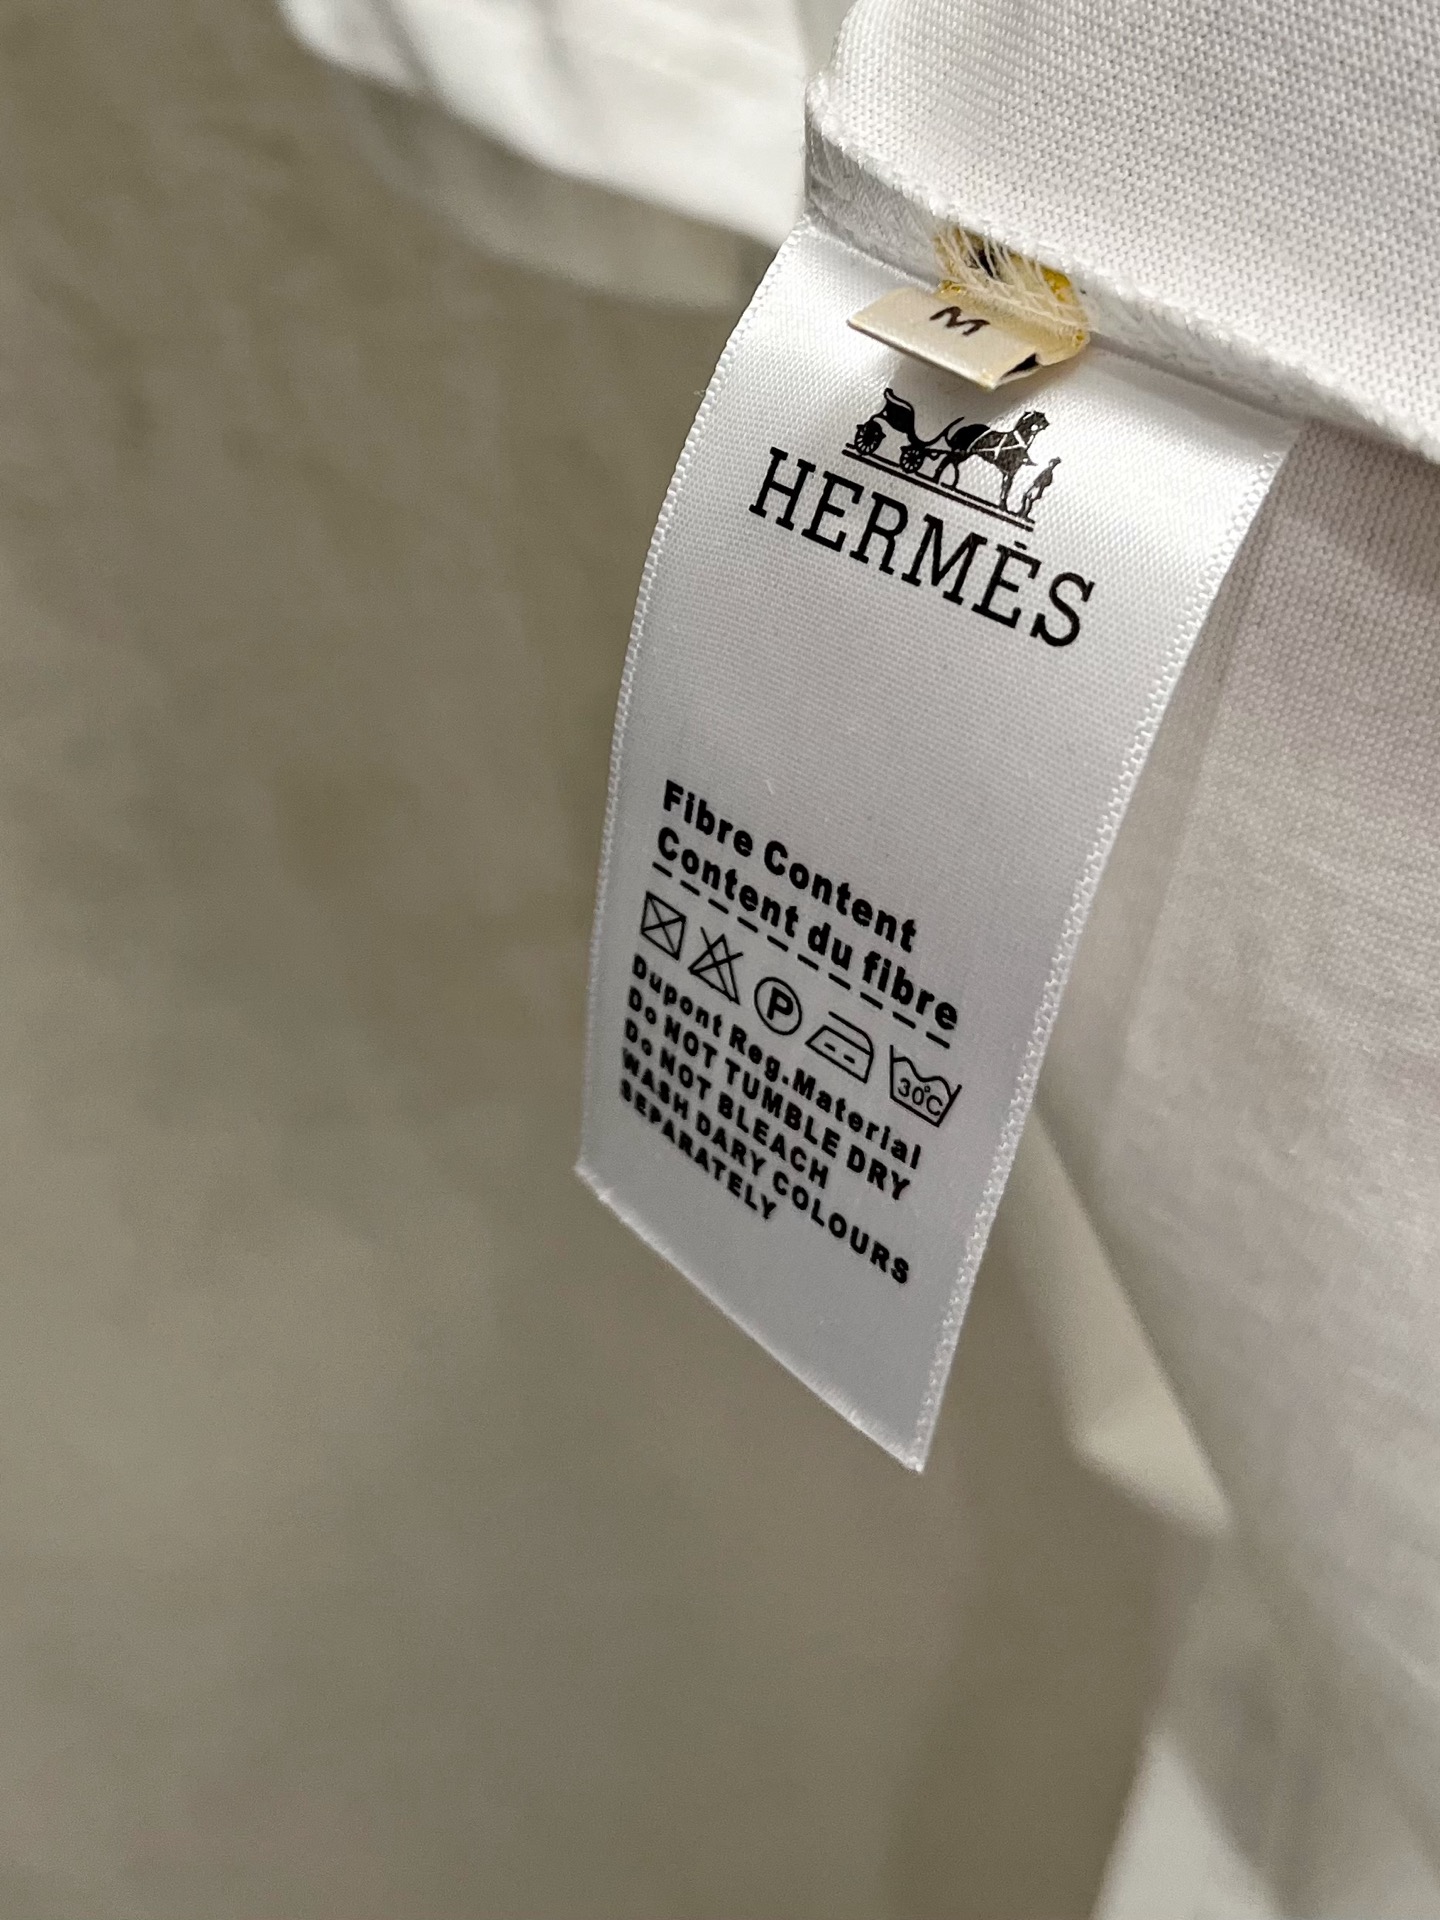 M
HERMÈS
Fibre Content
Content du fibre
P
30°C
Dupont Reg.Material
Do NOT TUMBLE DRY
Do NOT BLEACH
WASH DARY COLOURS
SEPARATELY